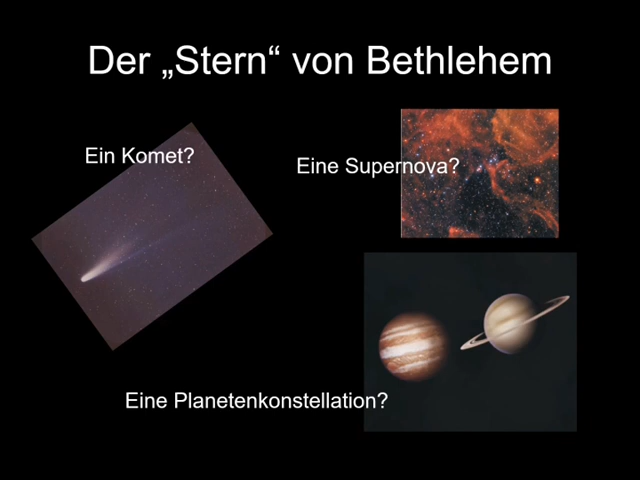 Der „Stern“ von Bethlehem
Ein Komet?
Eine Supernova?
Eine Planetenkonstellation?